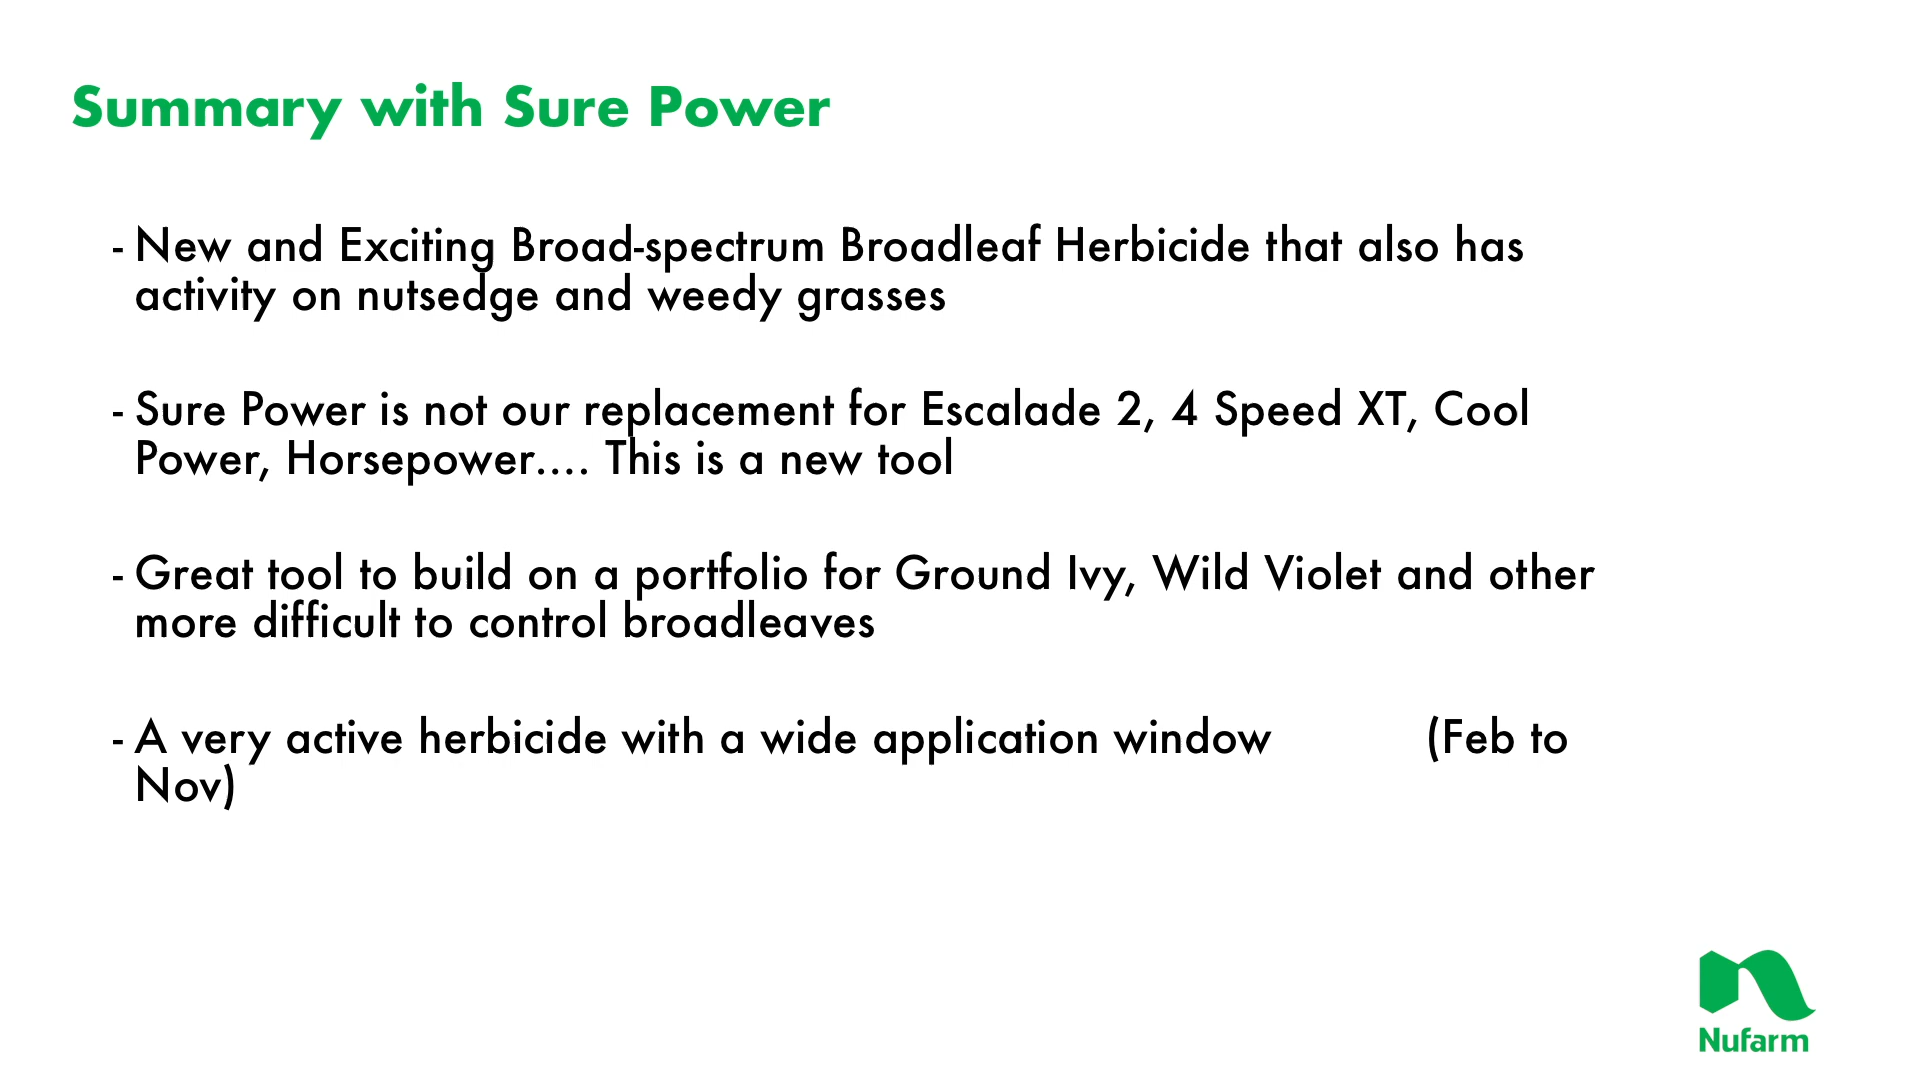 Summary with Sure Power
- New and Exciting Broad-spectrum Broadleaf Herbicide that also has
activity on nutsedge and weedy grasses
- Sure Power is not our replacement for Escalade 2, 4 Speed XT, Cool
Power, Horsepower…. This is a new tool
- Great tool to build on a portfolio for Ground Ivy, Wild Violet and other
more difficult to control broadleaves
- A very active herbicide with a wide application window (Feb to
Nov)
Nufarm